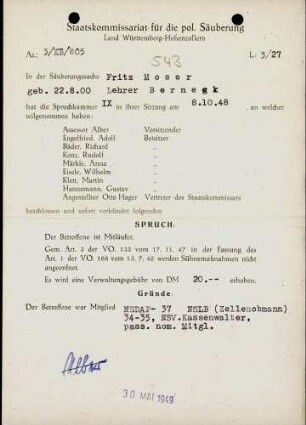 Staatskommissariat für die pol. Säuberung
Land Württemberg-Hohenzollern
Az.: 3/KB/805
L: 3/27
543
In der Säuberungssache Fritz Moser
geb. 22.8.00 Lehrer Berneck
hat die Spruchkammer IX in ihrer Sitzung am 8.10.48, an welcher
teilgenommen haben:
Assessor Alber Vorsitzender
Engelfried, Adolf Beisitzer
Bäder, Richard "
Kenz, Rudolf "
Märkle, Anna "
Eisele, Wilhelm "
Klett, Martin "
Hannemann, Gustav "
Angestellter Otto Hager Vertreter des Staatskommissars
beschlossen und sofort verkündet folgenden
SPRUCH:
Der Betroffene ist Mitläufer.
Gem. Art. 2 der VO. 133 vom 17. 11. 47 in der Fassung des
Art. 1 der VO. 165 vom 13. 7. 48 werden Sühnemaßnahmen nicht
angeordnet.
Es wird eine Verwaltungsgebühr von DM 20.-- erhoben.
Gründe:
Der Betroffene war Mitglied NSDAP- 37 NSLB (Zellenobmann)
34-35, NSV.Kassenwalter,
pass. nom. Mitgl.
Alber
30. MAI 1949